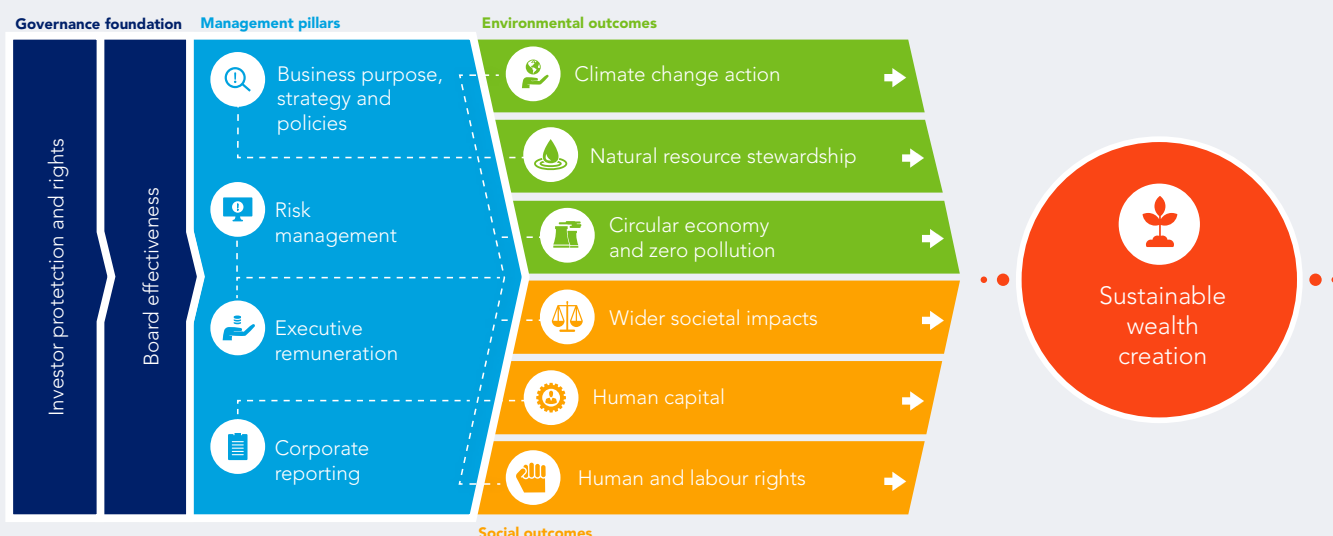 Governance foundation
Management pillars
Environmental outcomes
Investor protetction and rights
Board effectiveness
Business purpose,
strategy and
policies
Risk
management
Executive
remuneration
Corporate
reporting
Climate change action
Natural resource stewardship
Circular economy
and zero pollution
Wider societal impacts
Human capital
Human and labour rights
Social outcomes
Sustainable
wealth
creation